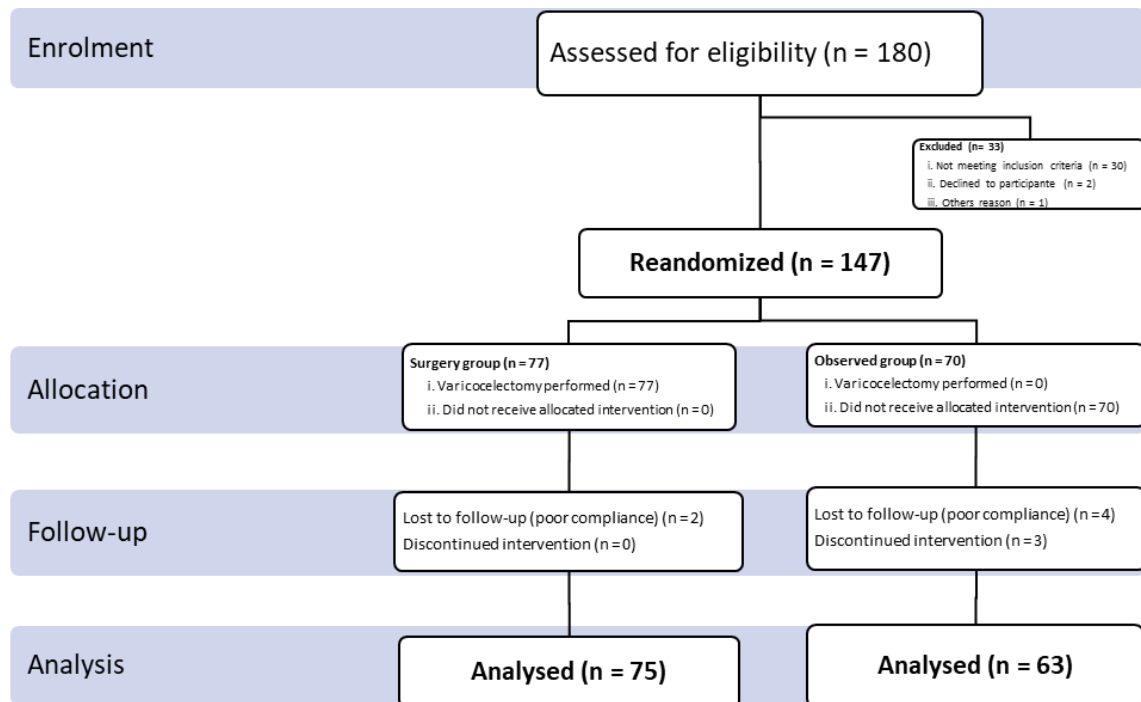 Enrolment
Assessed for eligibility (n = 180)
Excluded (n= 33)
i. Not meeting inclusion criteria (n = 30)
ii. Declined to participante (n = 2)
iii. Others reason (n = 1)
Reandomized (n = 147)
Allocation
Surgery group (n = 77)
i. Varicocelectomy performed (n = 77)
ii. Did not receive allocated intervention (n = 0)
Observed group (n = 70)
i. Varicocelectomy performed (n = 0)
ii. Did not receive allocated intervention (n = 70)
Follow-up
Lost to follow-up (poor compliance) (n = 2)
Discontinued intervention (n = 0)
Lost to follow-up (poor compliance) (n = 4)
Discontinued intervention (n = 3)
Analysis
Analysed (n = 75)
Analysed (n = 63)